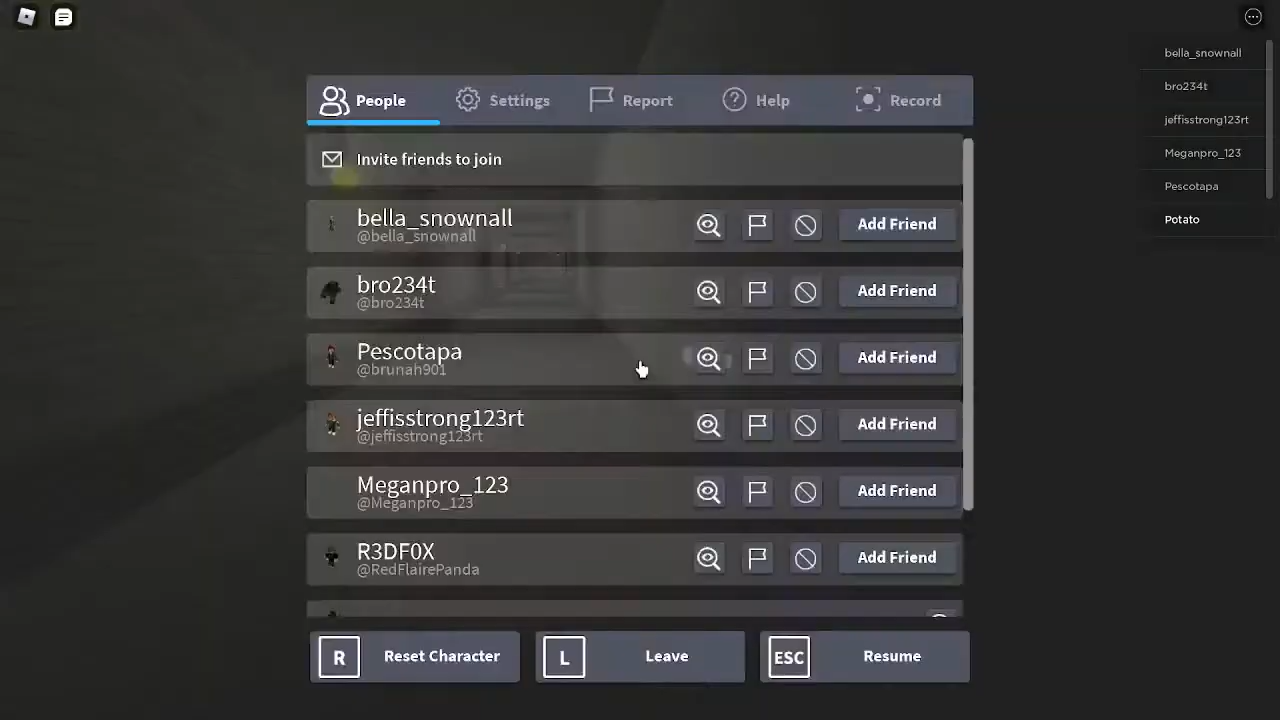 People
Settings
Report
Help
Record
Invite friends to join
bella_snownall
@bella_snownall
Add Friend
bro234t
@bro234t
Add Friend
Pescotapa
@brunah901
Add Friend
jeffisstrong123rt
@jeffisstrong123rt
Add Friend
Meganpro_123
@Meganpro_123
Add Friend
R3DF0X
@RedFlairePanda
Add Friend
R
Reset Character
L
Leave
ESC
Resume
bella_snownall
bro234t
jeffisstrong123rt
Meganpro_123
Pescotapa
Potato